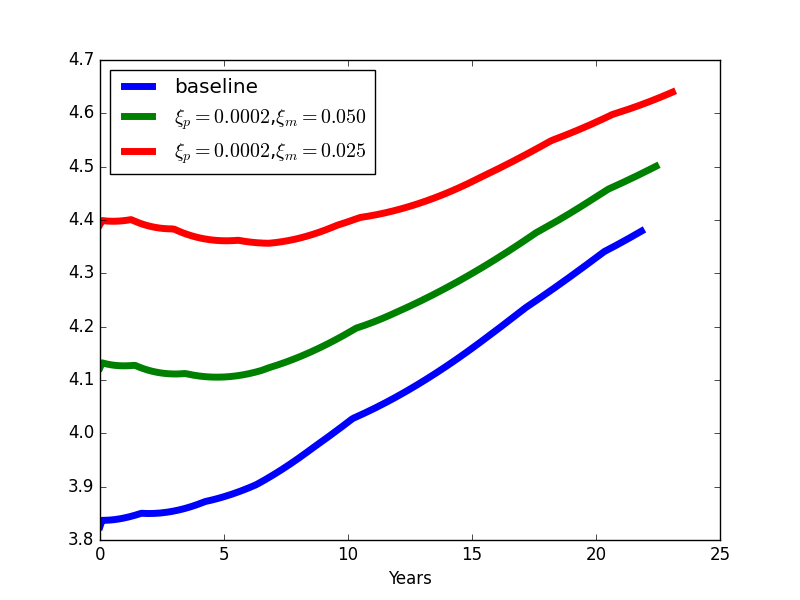 4.7
4.6
4.5
4.4
4.3
4.2
4.1
4.0
3.9
3.8
baseline
ξp = 0.0002,ξm = 0.050
ξp = 0.0002,ξm = 0.025
0 5 10 15 20 25
Years